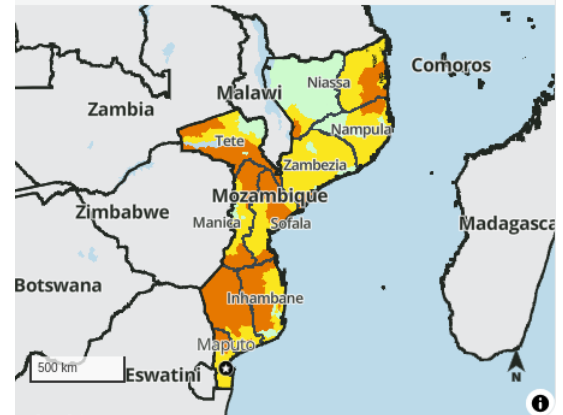 Comoros
Niassa
Malawi
Zambia
Nampula
Tete
Zambezia
Mozambique
Zimbabwe
Manica
Sofala
Madagasca
Botswana
Inhambane
Maputo
500 km
Eswatini
N
i